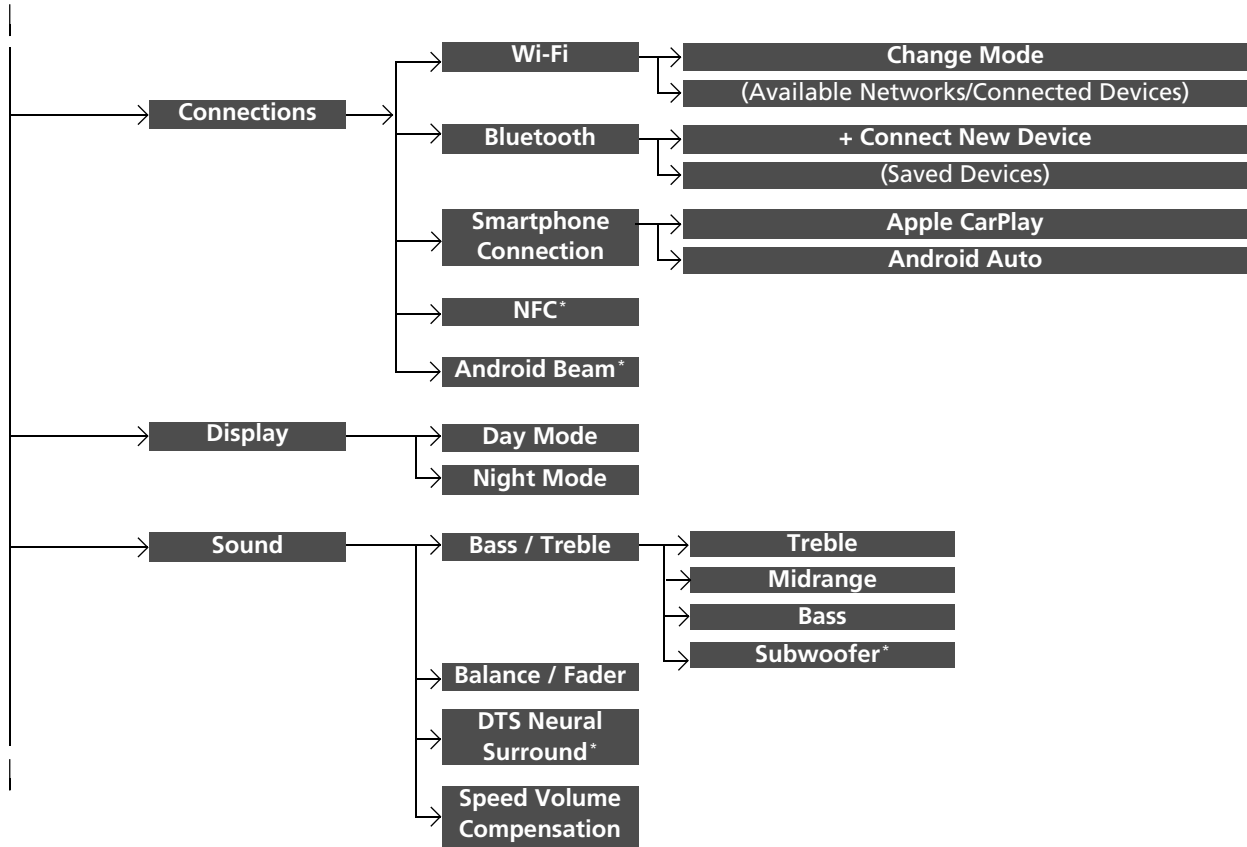 Connections
Wi-Fi
Change Mode
(Available Networks/Connected Devices)
Bluetooth
+ Connect New Device
(Saved Devices)
Smartphone
Connection
Apple CarPlay
Android Auto
NFC*
Android Beam*
Display
Day Mode
Night Mode
Sound
Bass / Treble
Treble
Midrange
Bass
Subwoofer*
Balance / Fader
DTS Neural
Surround*
Speed Volume
Compensation